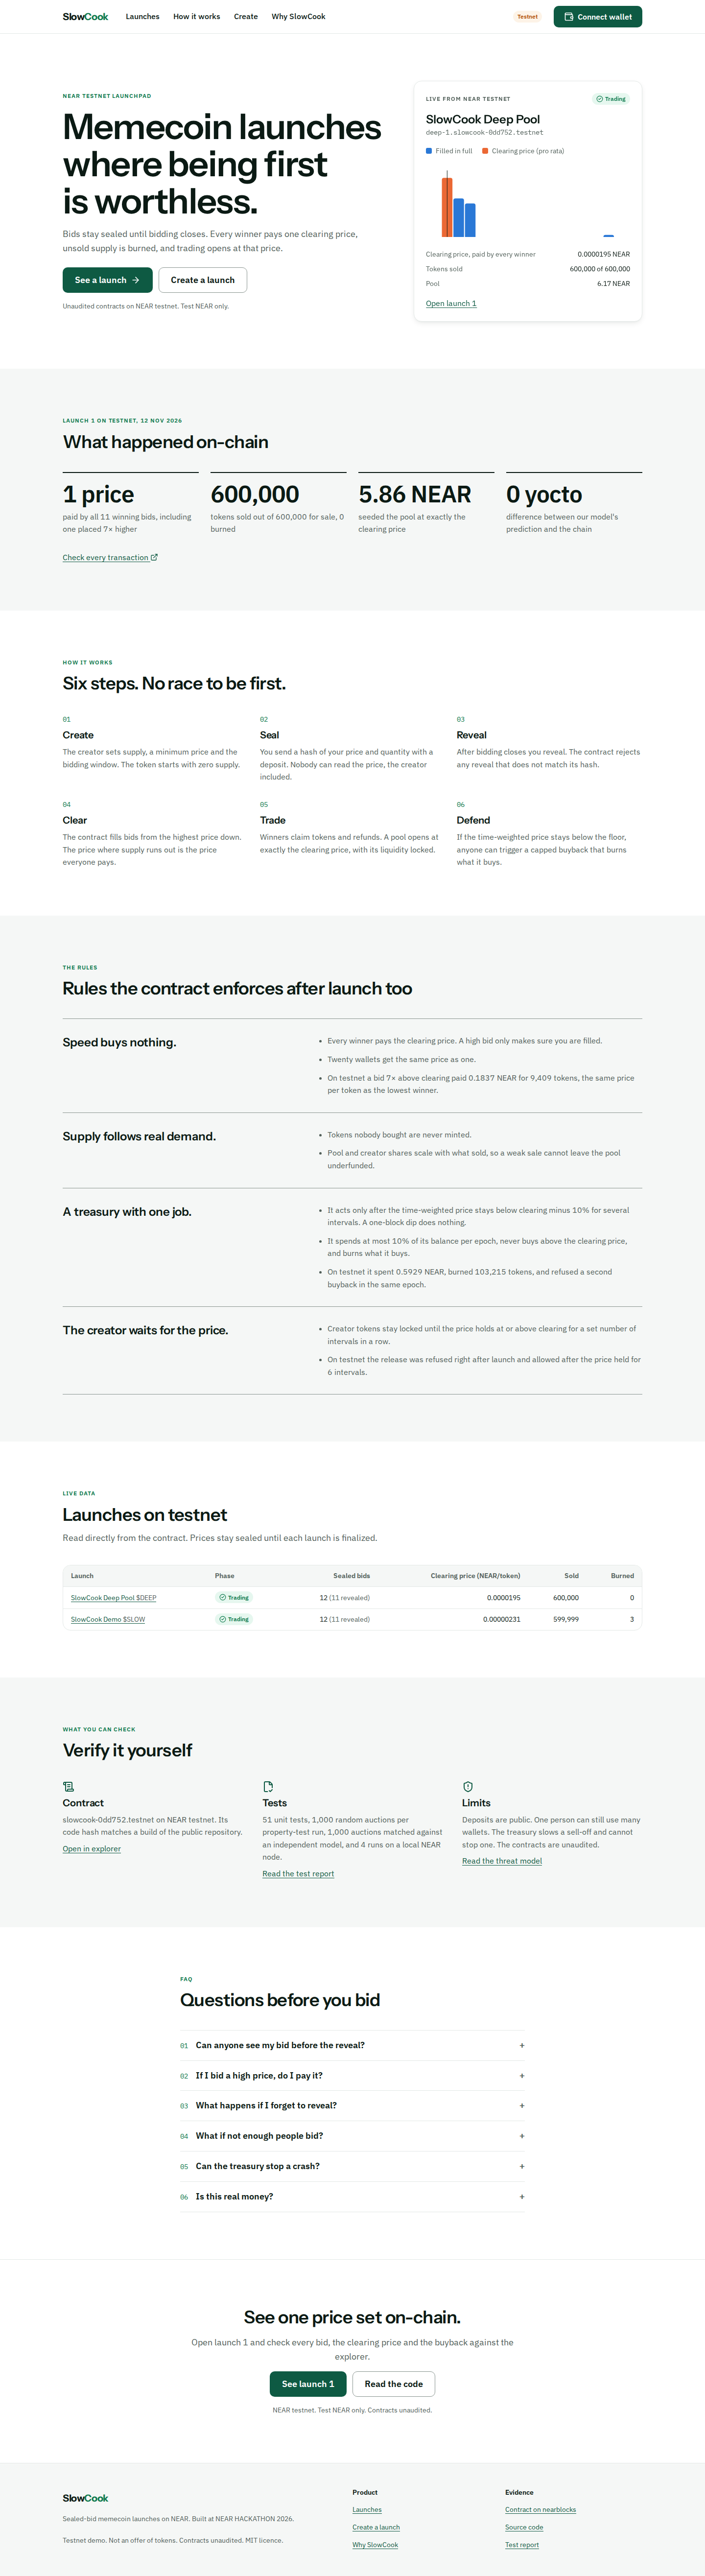 SlowCook
Launches
How it works
Create
Why SlowCook
Testnet
Connect wallet
NEAR TESTNET LAUNCHPAD
Memecoin launches
where being first
is worthless.
Bids stay sealed until bidding closes. Every winner pays one clearing price,
unsold supply is burned, and trading opens at that price.
See a launch
Create a launch
Unaudited contracts on NEAR testnet. Test NEAR only.
LIVE FROM NEAR TESTNET
Trading
SlowCook Deep Pool
deep-1.slowcook-0dd752.testnet
Filled in full
Clearing price (pro rata)
Clearing price, paid by every winner 0.0000195 NEAR
Tokens sold 600,000 of 600,000
Pool 6.17 NEAR
Open launch 1
LAUNCH 1 ON TESTNET, 12 NOV 2026
What happened on-chain
1 price
paid by all 11 winning bids, including
one placed 7× higher
600,000
tokens sold out of 600,000 for sale, 0
burned
5.86 NEAR
seeded the pool at exactly the
clearing price
0 yocto
difference between our model's
prediction and the chain
Check every transaction
HOW IT WORKS
Six steps. No race to be first.
01
Create
The creator sets supply, a minimum price and the
bidding window. The token starts with zero supply.
02
Seal
You send a hash of your price and quantity with a
deposit. Nobody can read the price, the creator
included.
03
Reveal
After bidding closes you reveal. The contract rejects
any reveal that does not match its hash.
04
Clear
The contract fills bids from the highest price down.
The price where supply runs out is the price
everyone pays.
05
Trade
Winners claim tokens and refunds. A pool opens at
exactly the clearing price, with its liquidity locked.
06
Defend
If the time-weighted price stays below the floor,
anyone can trigger a capped buyback that burns
what it buys.
THE RULES
Rules the contract enforces after launch too
Speed buys nothing.
• Every winner pays the clearing price. A high bid only makes sure you are filled.
• Twenty wallets get the same price as one.
• On testnet a bid 7× above clearing paid 0.1837 NEAR for 9,409 tokens, the same price
per token as the lowest winner.
Supply follows real demand.
• Tokens nobody bought are never minted.
• Pool and creator shares scale with what sold, so a weak sale cannot leave the pool
underfunded.
A treasury with one job.
• It acts only after the time-weighted price stays below clearing minus 10% for several
intervals. A one-block dip does nothing.
• It spends at most 10% of its balance per epoch, never buys above the clearing price,
and burns what it buys.
• On testnet it spent 0.5929 NEAR, burned 103,215 tokens, and refused a second
buyback in the same epoch.
The creator waits for the price.
• Creator tokens stay locked until the price holds at or above clearing for a set number of
intervals in a row.
• On testnet the release was refused right after launch and allowed after the price held for
6 intervals.
LIVE DATA
Launches on testnet
Read directly from the contract. Prices stay sealed until each launch is finalized.
Launch Phase Sealed bids Clearing price (NEAR/token) Sold Burned
SlowCook Deep Pool $DEEP Trading 12 (11 revealed) 0.0000195 600,000 0
SlowCook Demo $SLOW Trading 12 (11 revealed) 0.00000231 599,999 3
WHAT YOU CAN CHECK
Verify it yourself
Contract
slowcook-0dd752.testnet on NEAR testnet. Its
code hash matches a build of the public repository.
Open in explorer
Tests
51 unit tests, 1,000 random auctions per
property-test run, 1,000 auctions matched against
an independent model, and 4 runs on a local NEAR
node.
Read the test report
Limits
Deposits are public. One person can still use many
wallets. The treasury slows a sell-off and cannot
stop one. The contracts are unaudited.
Read the threat model
FAQ
Questions before you bid
01 Can anyone see my bid before the reveal? +
02 If I bid a high price, do I pay it? +
03 What happens if I forget to reveal? +
04 What if not enough people bid? +
05 Can the treasury stop a crash? +
06 Is this real money? +
See one price set on-chain.
Open launch 1 and check every bid, the clearing price and the buyback against the
explorer.
See launch 1
Read the code
NEAR testnet. Test NEAR only. Contracts unaudited.
SlowCook
Sealed-bid memecoin launches on NEAR. Built at NEAR HACKATHON 2026.
Testnet demo. Not an offer of tokens. Contracts unaudited. MIT licence.
Product
Launches
Create a launch
Why SlowCook
Evidence
Contract on nearblocks
Source code
Test report